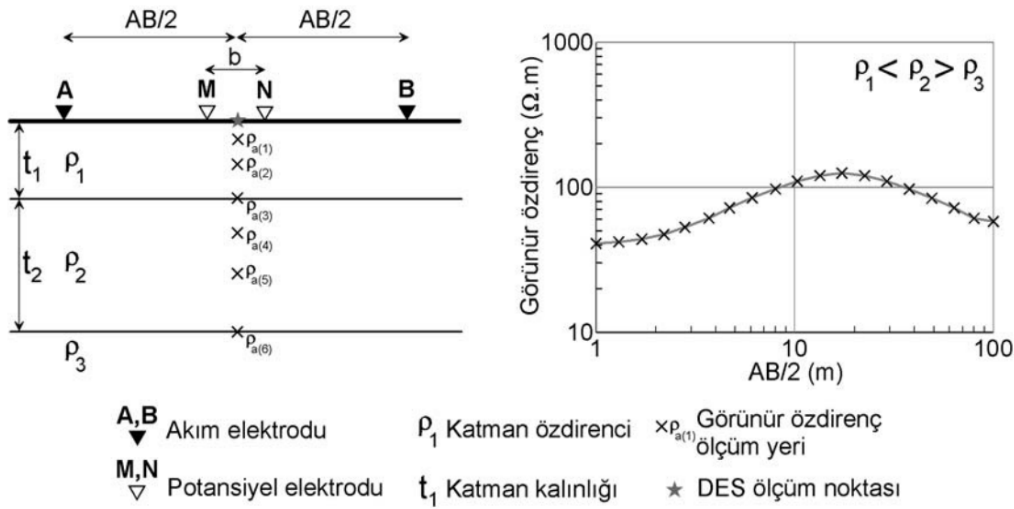 AB/2 AB/2
b
A M N B
t₁ ρ₁
ρₐ₍₁₎
ρₐ₍₂₎
ρₐ₍₃₎
t₂ ρ₂
ρₐ₍₄₎
ρₐ₍₅₎
ρ₃
ρₐ₍₆₎
Görünür özdirenç (Ω.m)
1000
100
10
ρ₁< ρ₂> ρ₃
1 10 100
AB/2 (m)
A,B Akım elektrodu
ρ₁ Katman özdirenci
ρₐ₍₁₎ Görünür özdirenç
ölçüm yeri
M,N Potansiyel elektrodu
t₁ Katman kalınlığı
DES ölçüm noktası